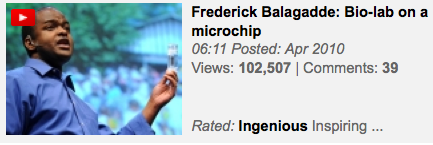 Frederick Balagadde: Bio-lab on a
microchip
06:11 Posted: Apr 2010
Views: 102,507 | Comments: 39
Rated: Ingenious Inspiring ...